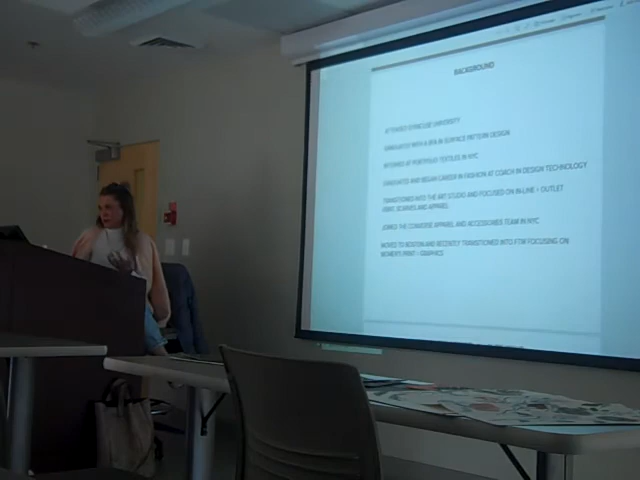 BACKGROUND
ATTENDED SYRACUSE UNIVERSITY
GRADUATED WITH A BFA IN SURFACE PATTERN DESIGN
INTERNED AT PORTFOLIO TEXTILES IN NYC
GRADUATED AND BEGAN CAREER IN FASHION AT COACH IN DESIGN TECHNOLOGY
TRANSITIONED INTO THE ART STUDIO AND FOCUSED ON IN-LINE + OUTLET
PRINT, SCARVES AND APPAREL
JOINED THE CONVERSE APPAREL AND ACCESSORIES TEAM IN NYC
MOVED TO BOSTON AND RECENTLY TRANSITIONED INTO FTW FOCUSING ON
WOMEN'S PRINT + GRAPHICS